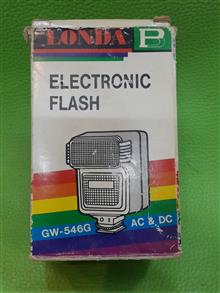 LONDA B
ELECTRONIC
FLASH
GW-546G AC & DC